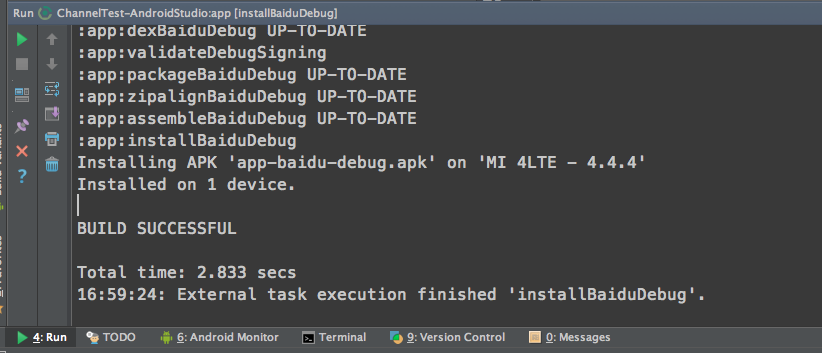 Run ChannelTest-AndroidStudio:app [installBaiduDebug]
:app:dexBaiduDebug UP-TO-DATE
:app:validateDebugSigning
:app:packageBaiduDebug UP-TO-DATE
:app:zipalignBaiduDebug UP-TO-DATE
:app:assembleBaiduDebug UP-TO-DATE
:app:installBaiduDebug
Installing APK 'app-baidu-debug.apk' on 'MI 4LTE - 4.4.4'
Installed on 1 device.
BUILD SUCCESSFUL
Total time: 2.833 secs
16:59:24: External task execution finished 'installBaiduDebug'.
4: Run TODO 6: Android Monitor Terminal 9: Version Control 0: Messages